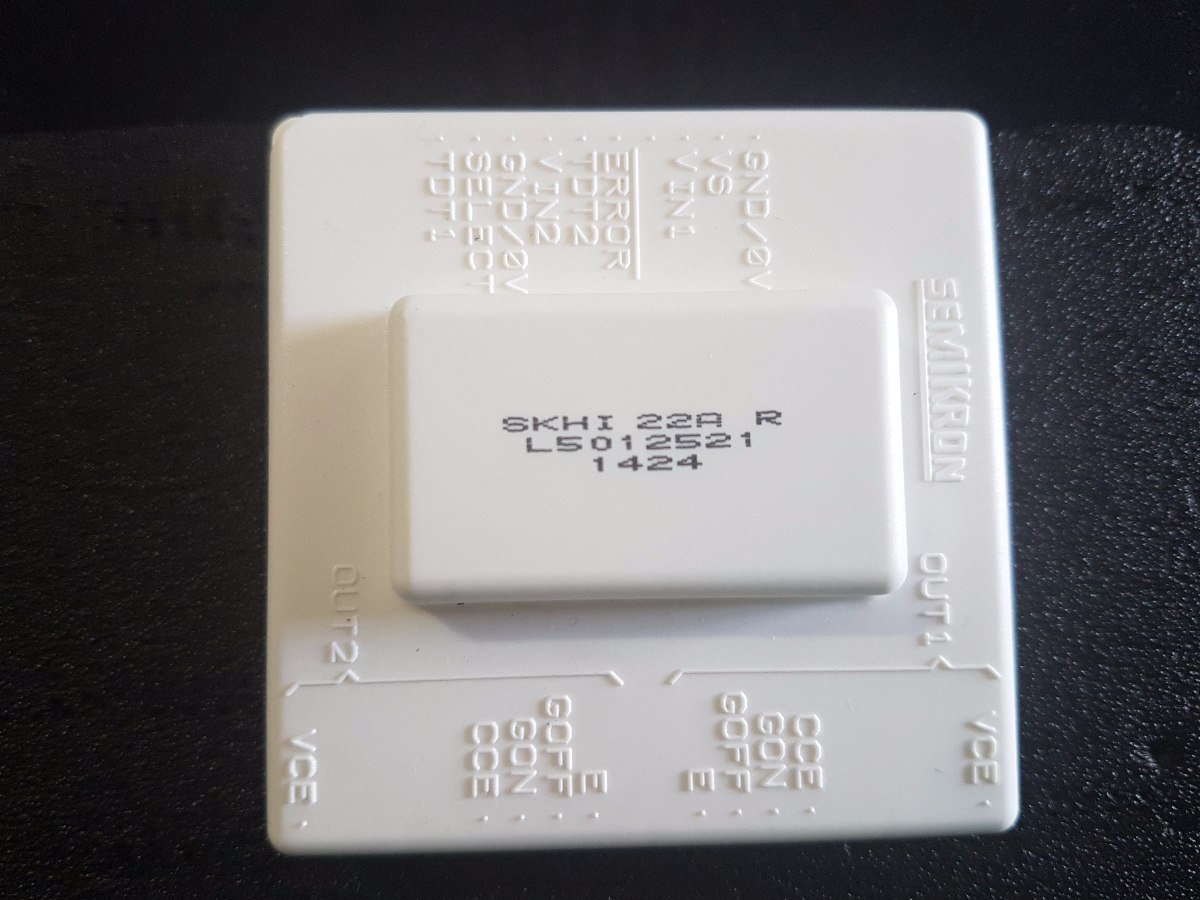 TDT1
SELECT
GND/0V
VIN2
TDT2
ERROR
VIN1
VS
GND/0V
SEMIKRON
SKHI 22A R
L5012521
1424
OUT2
OUT1
VCE
CCE
GON
GOFF
E
E
GOFF
GON
CCE
VCE